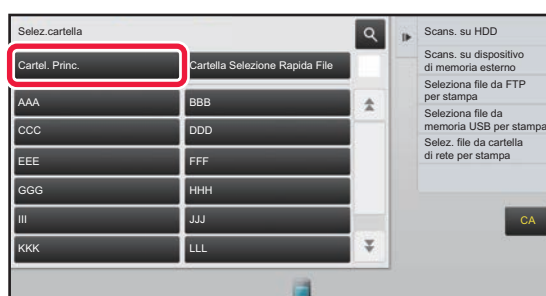 Selez.cartella
Cartel. Princ.
Cartella Selezione Rapida File
AAA
BBB
CCC
DDD
EEE
FFF
GGG
HHH
III
JJJ
KKK
LLL
Scans. su HDD
Scans. su dispositivo
di memoria esterno
Seleziona file da FTP
per stampa
Seleziona file da
memoria USB per stampa
Selez. file da cartella
di rete per stampa
CA